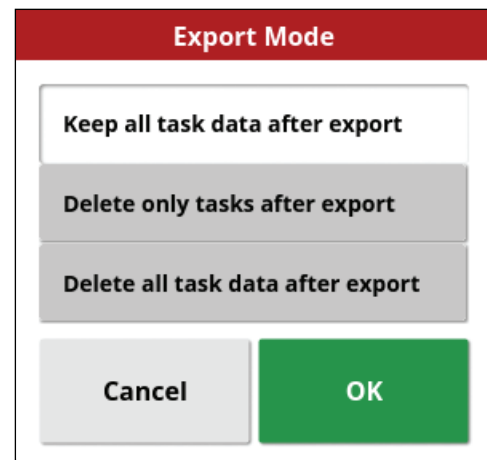 Export Mode
Keep all task data after export
Delete only tasks after export
Delete all task data after export
Cancel
OK